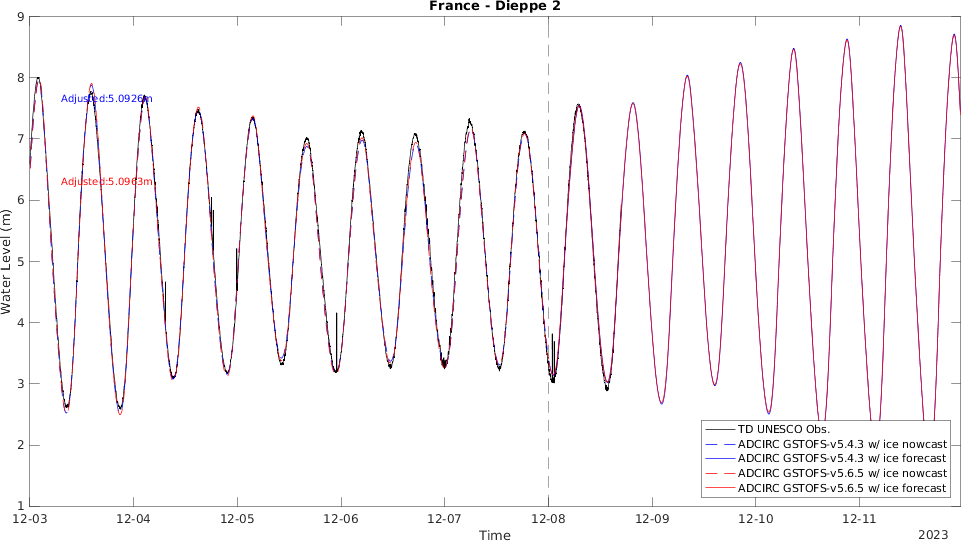 France - Dieppe 2
9
8
7
6
5
4
3
2
1
Water Level (m)
Adjusted:5.0926m
Adjusted:5.0963m
TD UNESCO Obs.
ADCIRC GSTOFS-v5.4.3 w/ ice nowcast
ADCIRC GSTOFS-v5.4.3 w/ ice forecast
ADCIRC GSTOFS-v5.6.5 w/ ice nowcast
ADCIRC GSTOFS-v5.6.5 w/ ice forecast
12-03 12-04 12-05 12-06 12-07 12-08 12-09 12-10 12-11
Time
2023